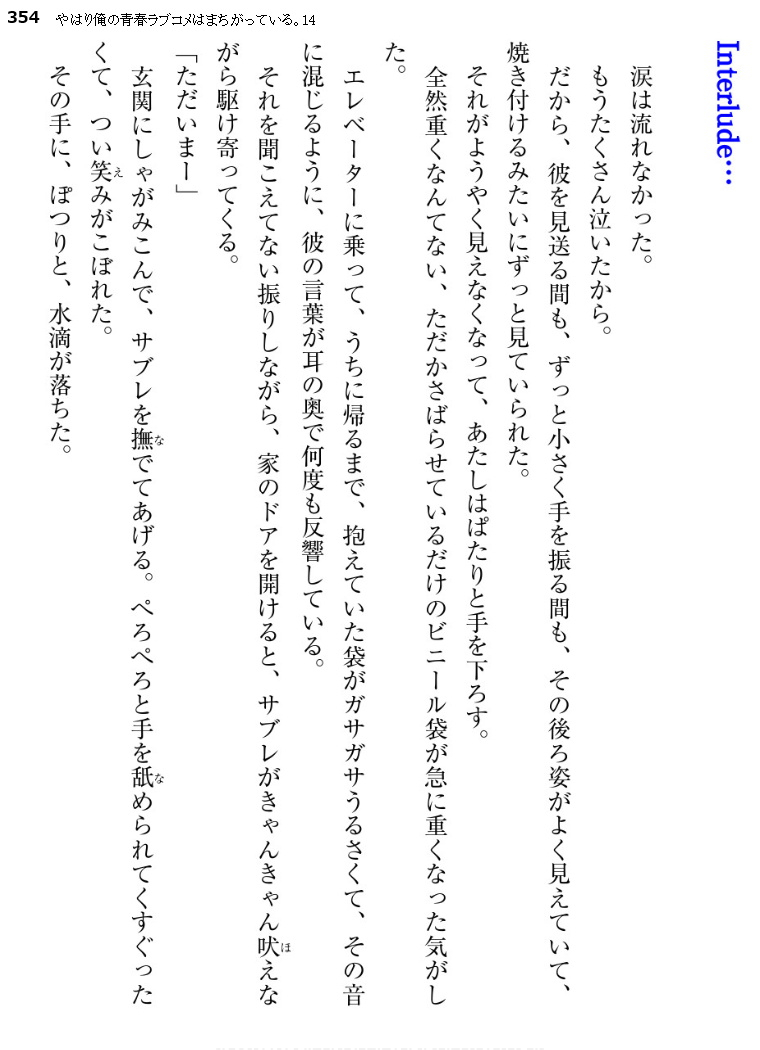 354 やはり俺の青春ラブコメはまちがっている。14
Interlude…
涙は流れなかった。
もうたくさん泣いたから。
だから、彼を見送る間も、ずっと小さく手を振る間も、その後ろ姿がよく見えていて、
焼き付けるみたいにずっと見ていられた。
それがようやく見えなくなって、あたしはぱたりと手を下ろす。
全然重くなんてない、ただかさばらせているだけのビニール袋が急に重くなった気がし
た。
エレベーターに乗って、うちに帰るまで、抱えていた袋がガサガサうるさくて、その音
に混じるように、彼の言葉が耳の奥で何度も反響している。
それを聞こえてない振りしながら、家のドアを開けると、サブレがきゃんきゃん吠えな
がら駆け寄ってくる。
「ただいまー」
玄関にしゃがみこんで、サブレを撫でてあげる。ぺろぺろと手を舐められてくすぐった
くて、つい笑みがこぼれた。
その手に、ぽつりと、水滴が落ちた。